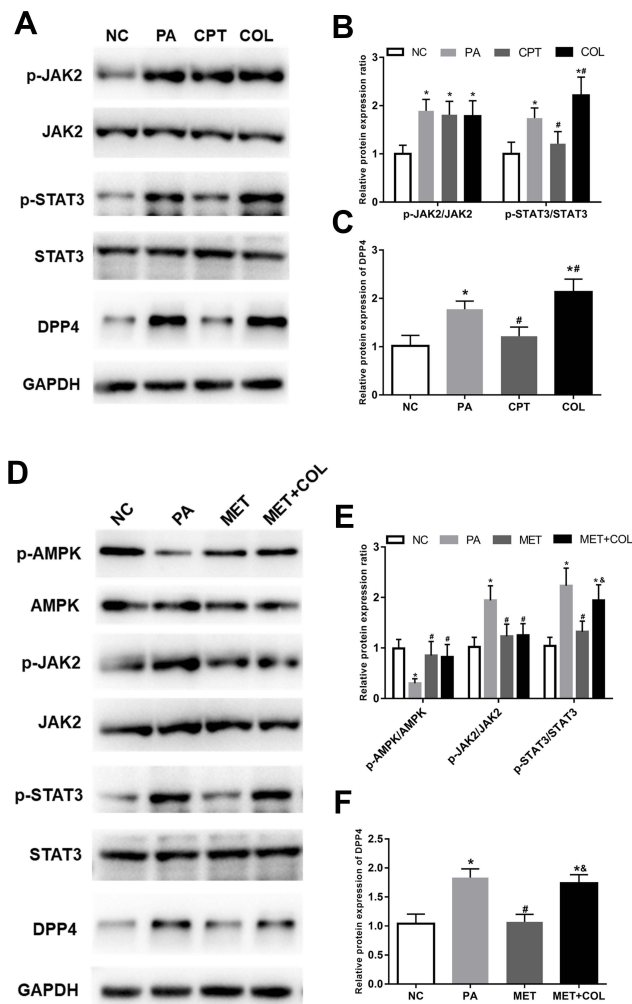 A
NC PA CPT COL
p-JAK2
JAK2
p-STAT3
STAT3
DPP4
GAPDH
B
NC PA CPT COL
Relative protein expression ratio
3
2
1
0
* * * * # *#
p-JAK2/JAK2 p-STAT3/STAT3
C
Relative protein expression of DPP4
3
2
1
0
* # *#
NC PA CPT COL
D
NC PA MET MET+COL
p-AMPK
AMPK
p-JAK2
JAK2
p-STAT3
STAT3
DPP4
GAPDH
E
NC PA MET MET+COL
Relative protein expression ratio
3
2
1
0
* # # * # # * # *&
p-AMPK/AMPK p-JAK2/JAK2 p-STAT3/STAT3
F
Relative protein expression of DPP4
2.5
2.0
1.5
1.0
0.5
0.0
* # *&
NC PA MET MET+COL